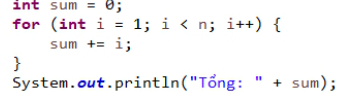 int sum = 0;
for (int i = 1; i < n; i++) {
    sum += i;
}
System.out.println("Tổng: " + sum);